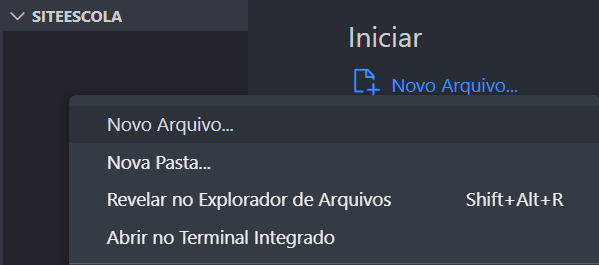 SITEESCOLA
Iniciar
Novo Arquivo...
Novo Arquivo...
Nova Pasta...
Revelar no Explorador de Arquivos Shift+Alt+R
Abrir no Terminal Integrado